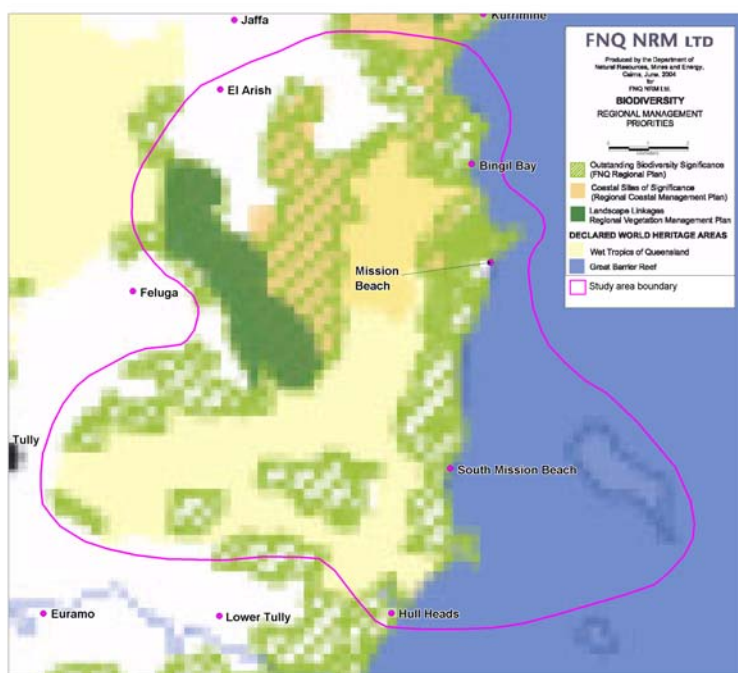 Kurrimine
Jaffa
El Arish
Bingil Bay
Mission
Beach
Feluga
Tully
South Mission Beach
Euramo
Lower Tully
Hull Heads
FNQ NRM LTD
Produced by the Department of
Natural Resources, Mines and Energy,
Cairns, June, 2004
for
FNQ NRM Ltd.
BIODIVERSITY
REGIONAL MANAGEMENT
PRIORITIES
Outstanding Biodiversity Significance
(FNQ Regional Plan)
Coastal Sites of Significance
(Regional Coastal Management Plan)
Landscape Linkages
Regional Vegetation Management Plan
DECLARED WORLD HERITAGE AREAS
Wet Tropics of Queensland
Great Barrier Reef
Study area boundary